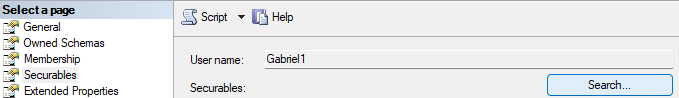 Select a page
General
Owned Schemas
Membership
Securables
Extended Properties
Script Help
User name: Gabriel1
Securables:
Search...